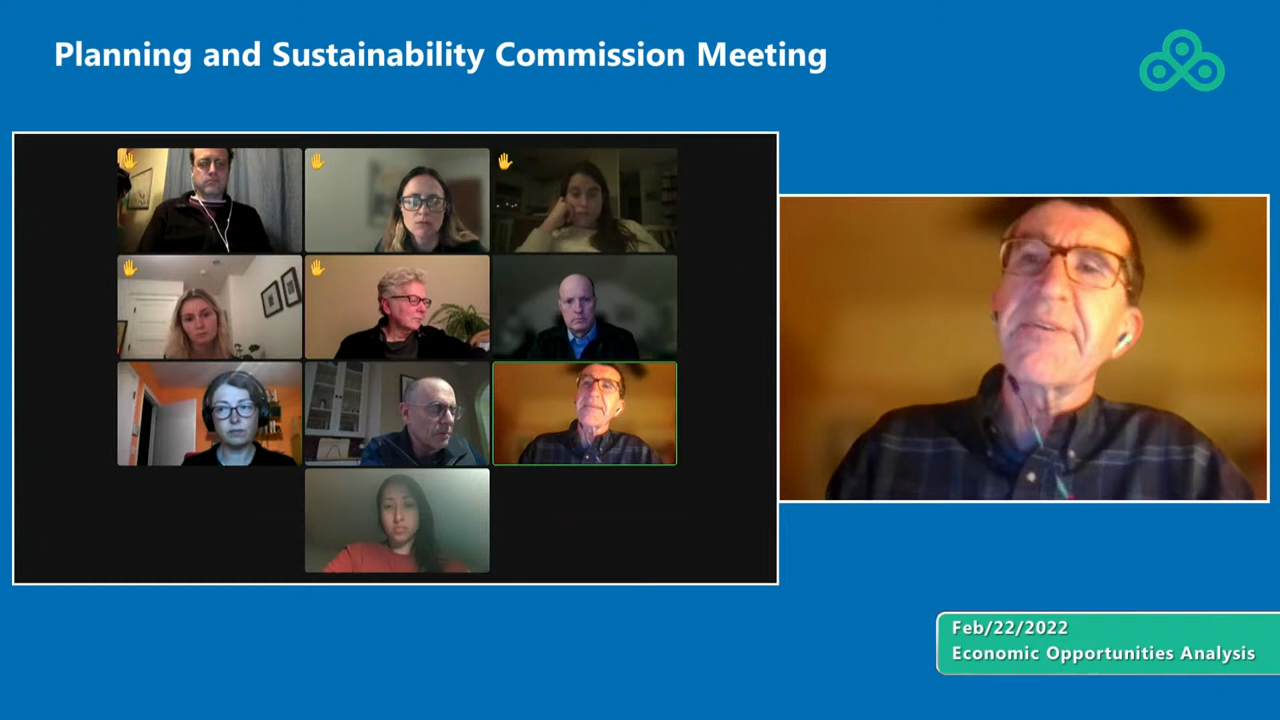 Planning and Sustainability Commission Meeting
Feb/22/2022
Economic Opportunities Analysis